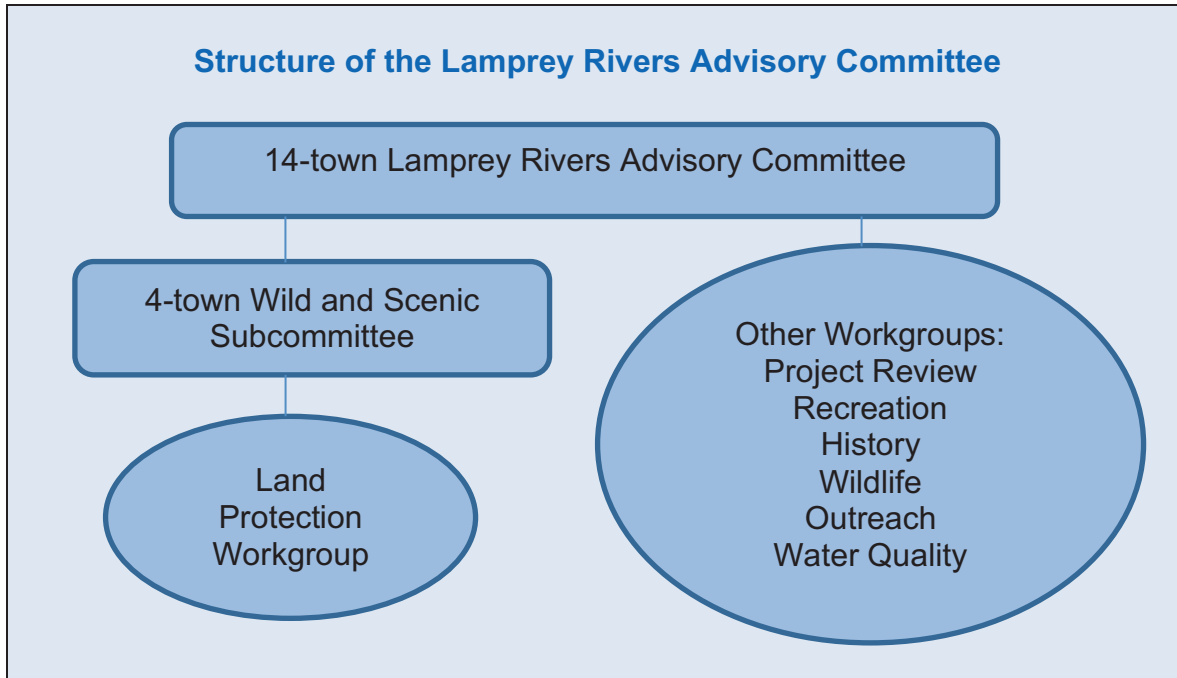 Structure of the Lamprey Rivers Advisory Committee
14-town Lamprey Rivers Advisory Committee
4-town Wild and Scenic
Subcommittee
Land
Protection
Workgroup
Other Workgroups:
Project Review
Recreation
History
Wildlife
Outreach
Water Quality